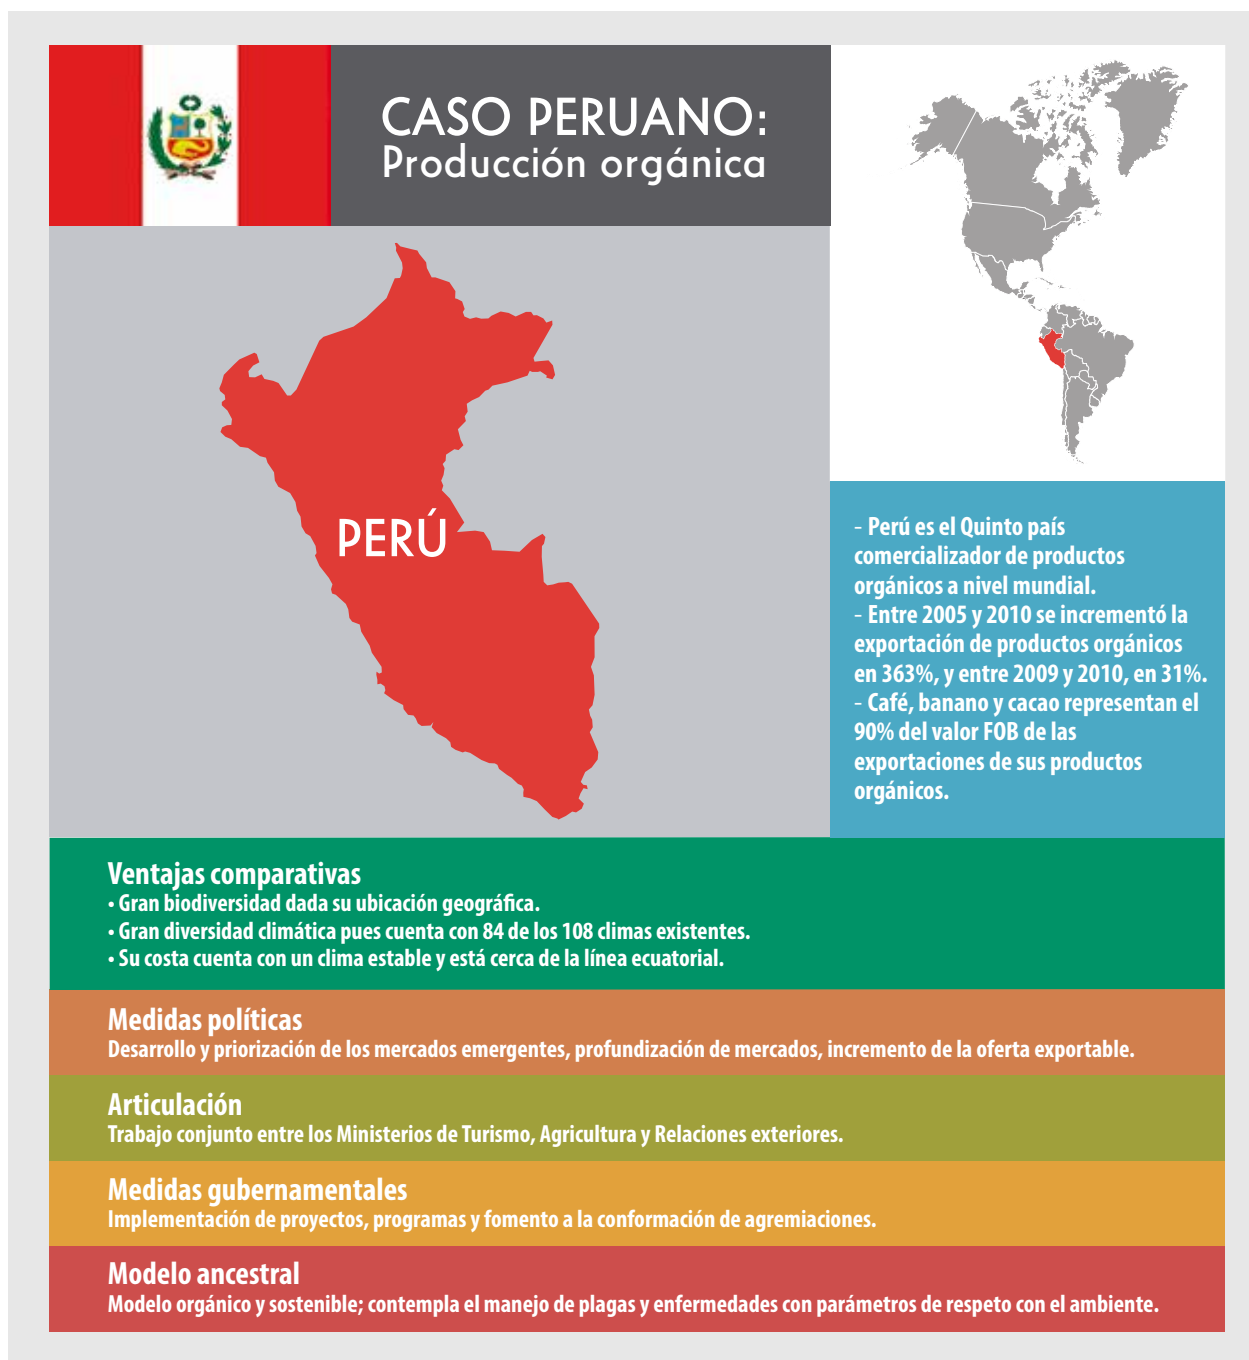 CASO PERUANO:
Producción orgánica
PERÚ
- Perú es el Quinto país
comercializador de productos
orgánicos a nivel mundial.
- Entre 2005 y 2010 se incrementó la
exportación de productos orgánicos
en 363%, y entre 2009 y 2010, en 31%.
- Café, banano y cacao representan el
90% del valor FOB de las
exportaciones de sus productos
orgánicos.
Ventajas comparativas
• Gran biodiversidad dada su ubicación geográfica.
• Gran diversidad climática pues cuenta con 84 de los 108 climas existentes.
• Su costa cuenta con un clima estable y está cerca de la línea ecuatorial.
Medidas políticas
Desarrollo y priorización de los mercados emergentes, profundización de mercados, incremento de la oferta exportable.
Articulación
Trabajo conjunto entre los Ministerios de Turismo, Agricultura y Relaciones exteriores.
Medidas gubernamentales
Implementación de proyectos, programas y fomento a la conformación de agremiaciones.
Modelo ancestral
Modelo orgánico y sostenible; contempla el manejo de plagas y enfermedades con parámetros de respeto con el ambiente.